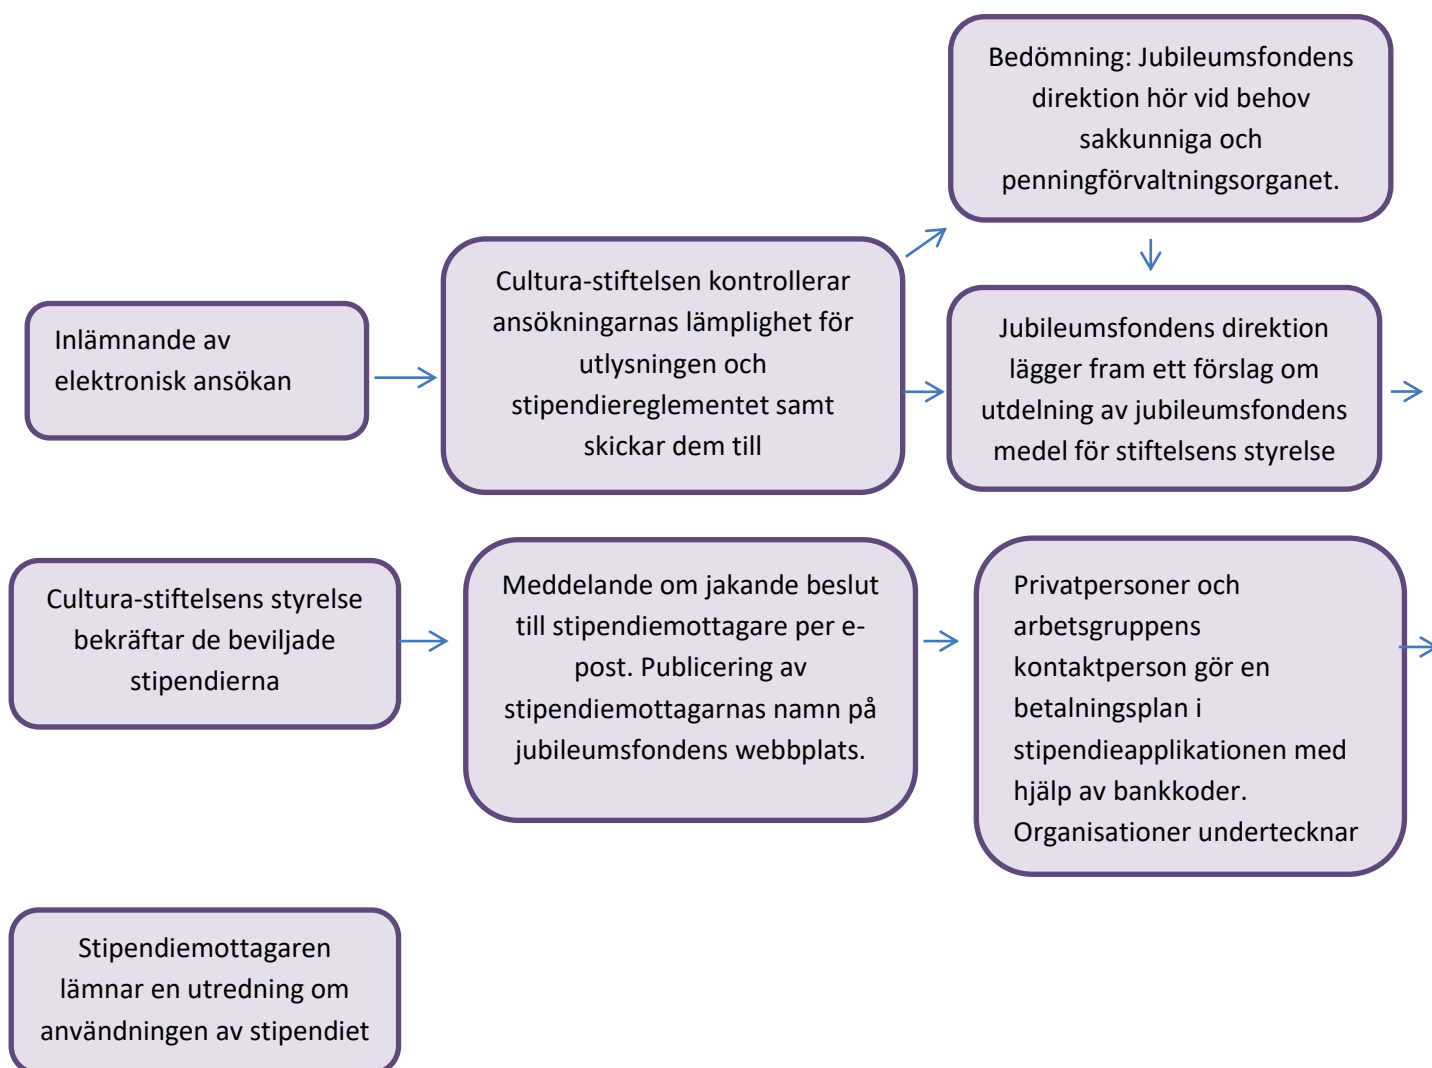 Bedömning: Jubileumsfondens
direktion hör vid behov
sakkunniga och
penningförvaltningsorganet.
Inlämnande av
elektronisk ansökan
Cultura-stiftelsen kontrollerar
ansökningarnas lämplighet för
utlysningen och
stipendiereglementet samt
skickar dem till
Jubileumsfondens direktion
lägger fram ett förslag om
utdelning av jubileumsfondens
medel för stiftelsens styrelse
Cultura-stiftelsens styrelse
bekräftar de beviljade
stipendierna
Meddelande om jakande beslut
till stipendiemottagare per e-
post. Publicering av
stipendiemottagarnas namn på
jubileumsfondens webbplats.
Privatpersoner och
arbetsgruppens
kontaktperson gör en
betalningsplan i
stipendieapplikationen med
hjälp av bankkoder.
Organisationer undertecknar
Stipendiemottagaren
lämnar en utredning om
användningen av stipendiet